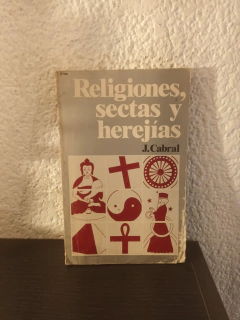 Religiones,
sectas y
herejías
J. Cabral